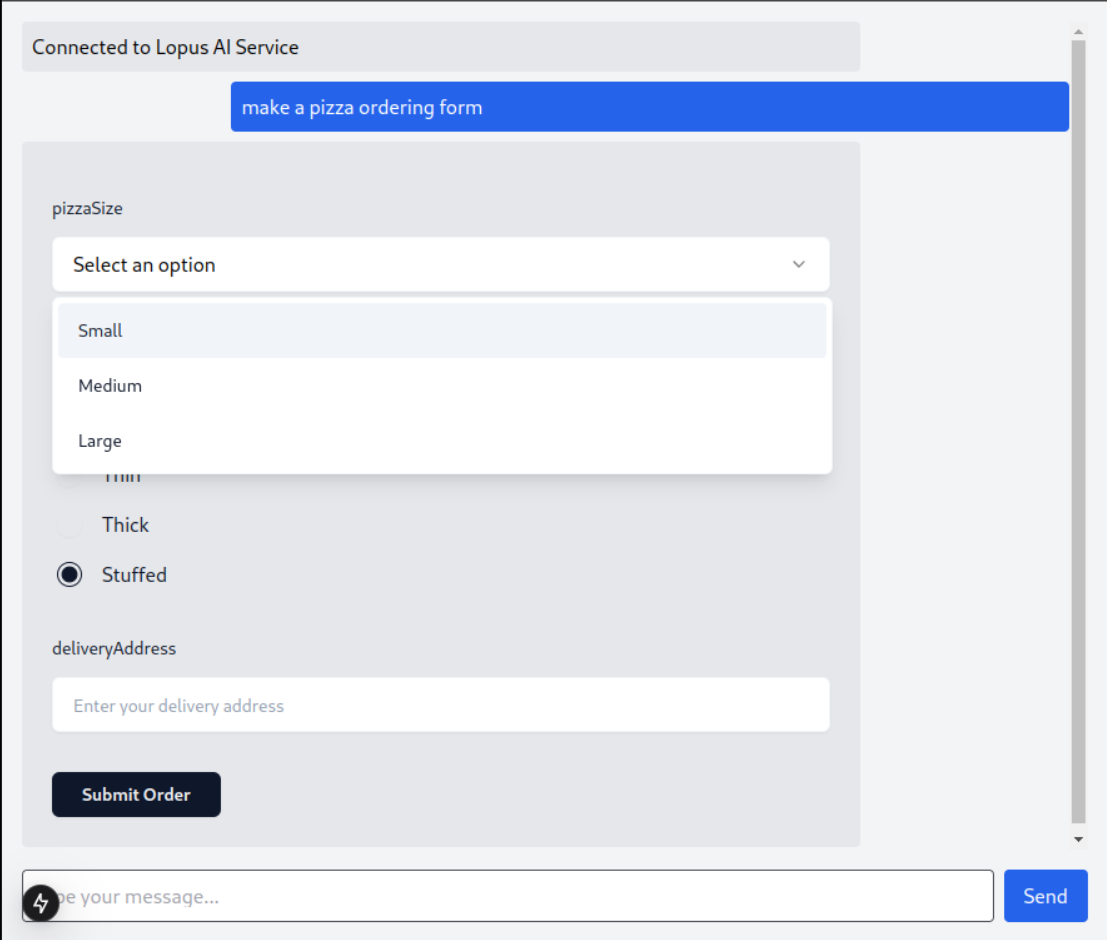 Connected to Lopus AI Service
make a pizza ordering form
pizzaSize
Select an option
Small
Medium
Large
Thin
Thick
Stuffed
deliveryAddress
Enter your delivery address
Submit Order
pe your message...
Send